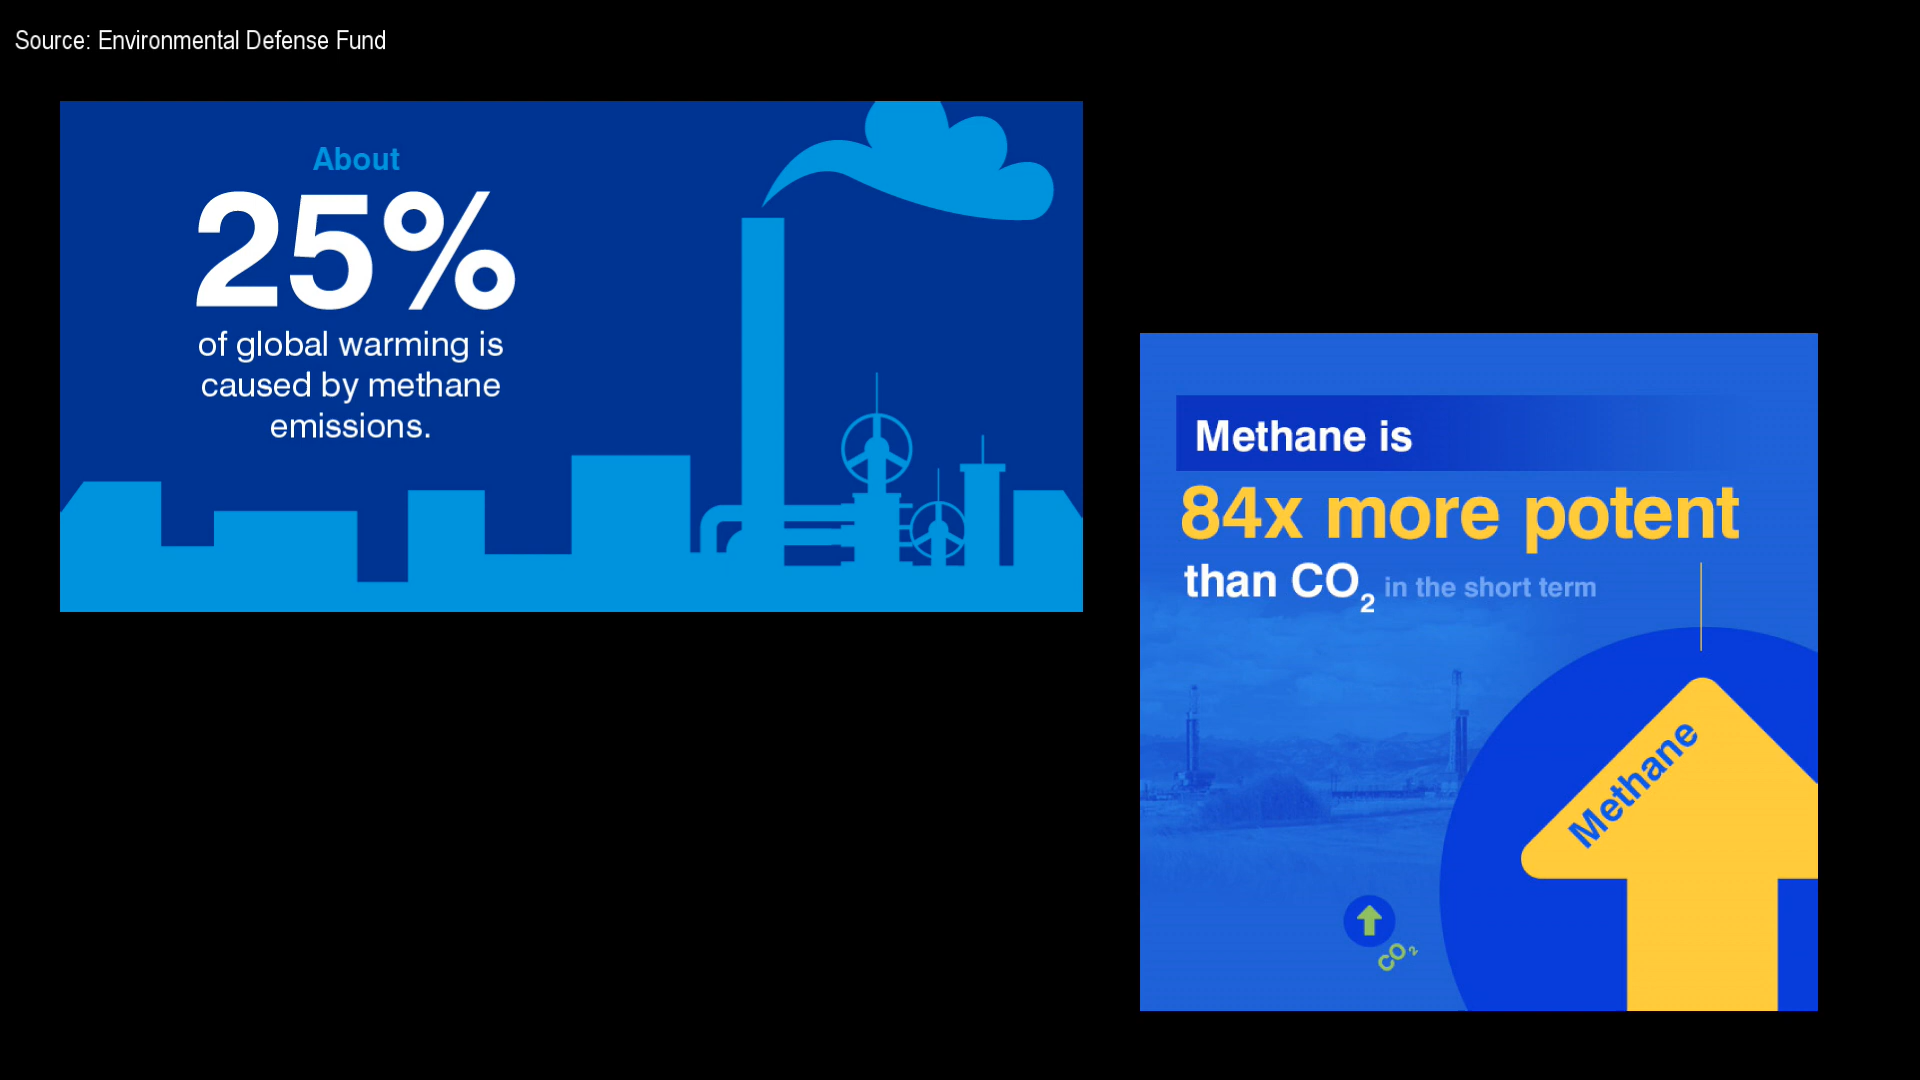 Source: Environmental Defense Fund
About
25%
of global warming is
caused by methane
emissions.
Methane is
84x more potent
than CO₂ in the short term
Methane
CO₂